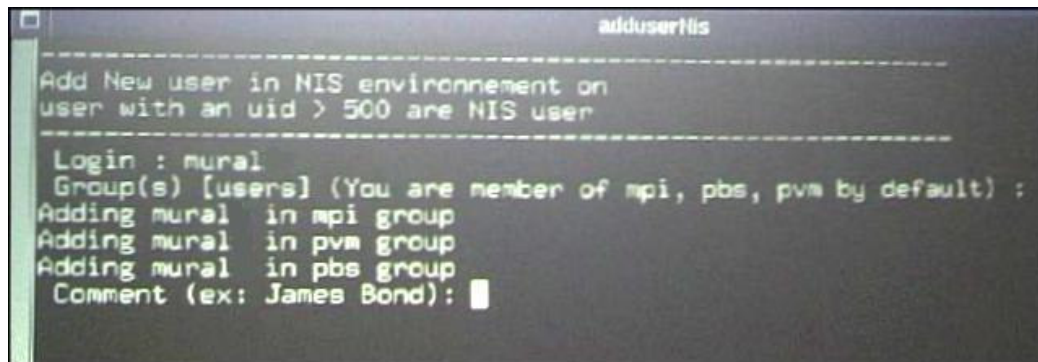 adduserNis
--------------------------------------------------------------
Add New user in NIS environnement on
user with an uid > 500 are NIS user
--------------------------------------------------------------
Login : mural
Group(s) [users] (You are member of mpi, pbs, pvm by default) :
Adding mural  in mpi group
Adding mural  in pvm group
Adding mural  in pbs group
Comment (ex: James Bond):